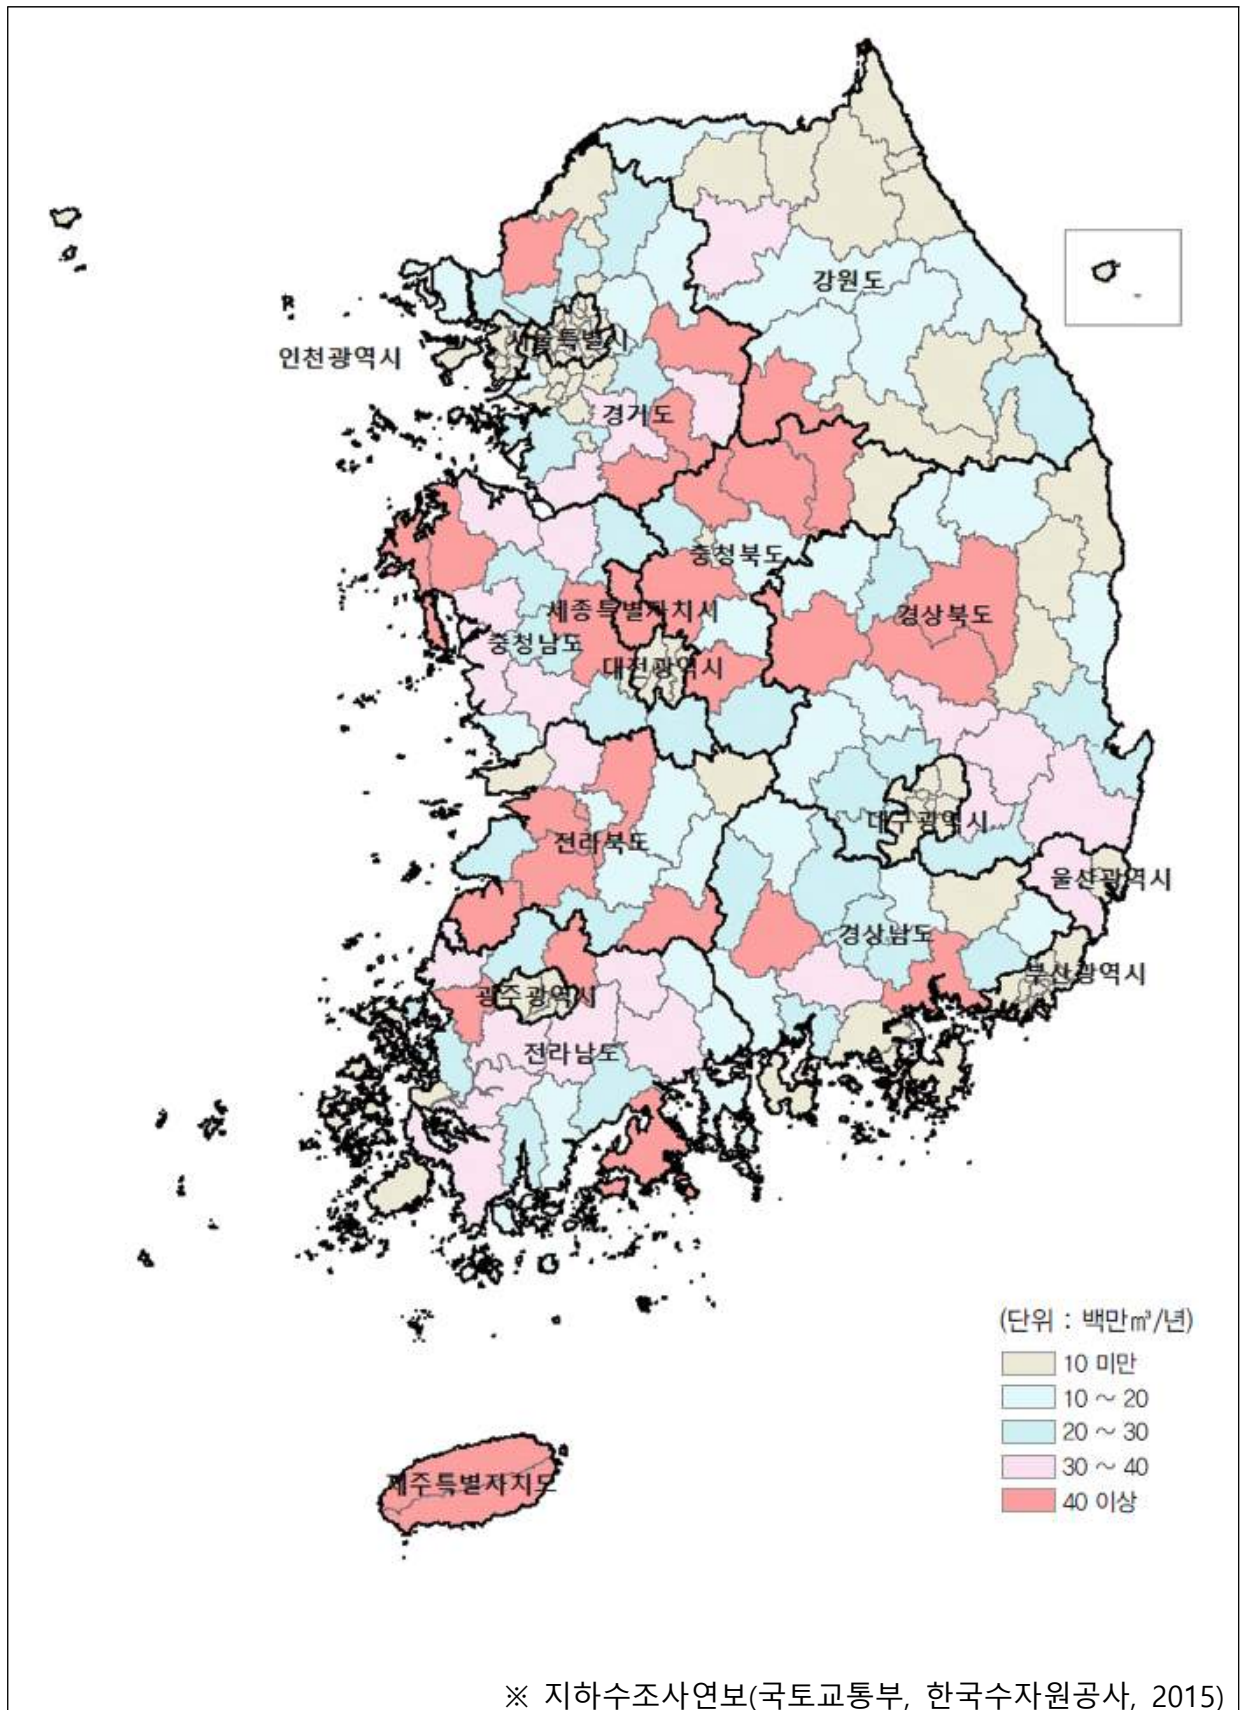 강원도
서울특별시
인천광역시
경거도
충청북도
세종특별자치시
경상북도
충청남도
대전광역시
대구광역시
전라북도
울산광역시
경상남도
부산광역시
광주광역시
전라남도
(단위 : 백만㎥/년)
10 미만
10 ~ 20
20 ~ 30
30 ~ 40
40 이상
제주특별자치도
※ 지하수조사연보(국토교통부, 한국수자원공사, 2015)